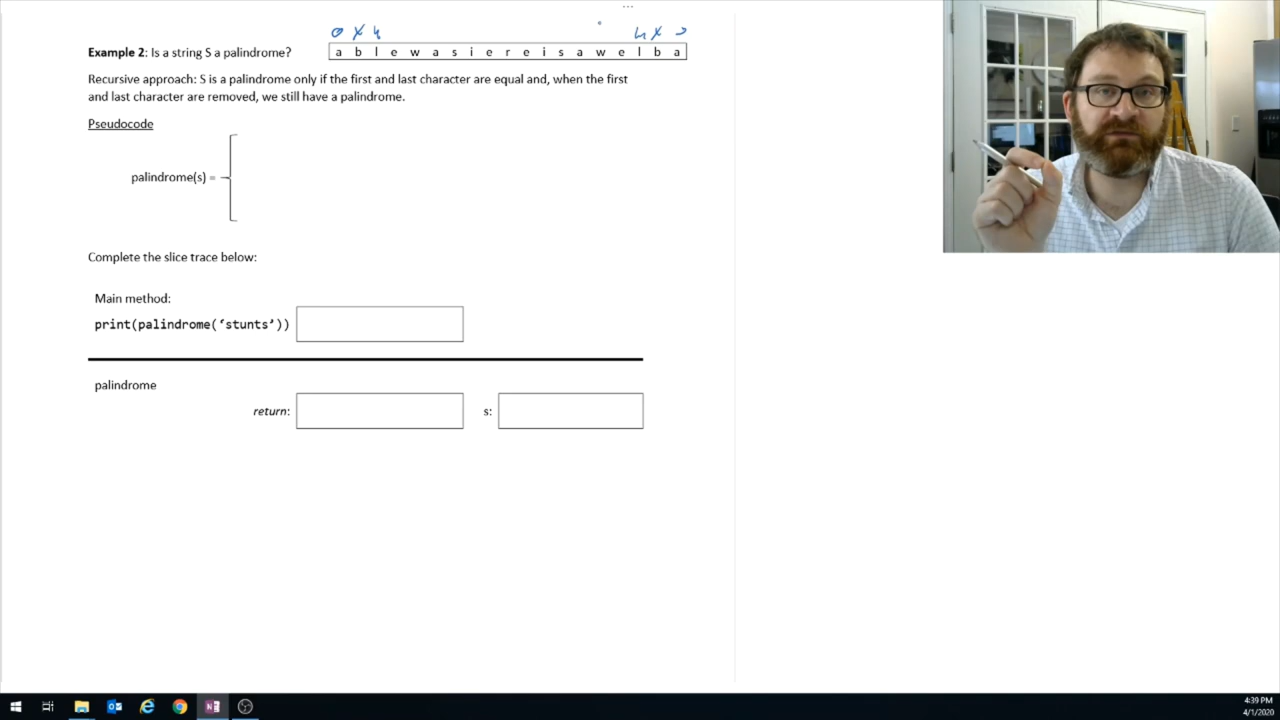 Example 2: Is a string S a palindrome? a b l e w a s i e r e i s a w e l b a
Recursive approach: S is a palindrome only if the first and last character are equal and, when the first
and last character are removed, we still have a palindrome.
Pseudocode
palindrome(s) =
Complete the slice trace below:
Main method:
print(palindrome(‘stunts’))
palindrome
return: s:
4:39 PM
4/1/2020